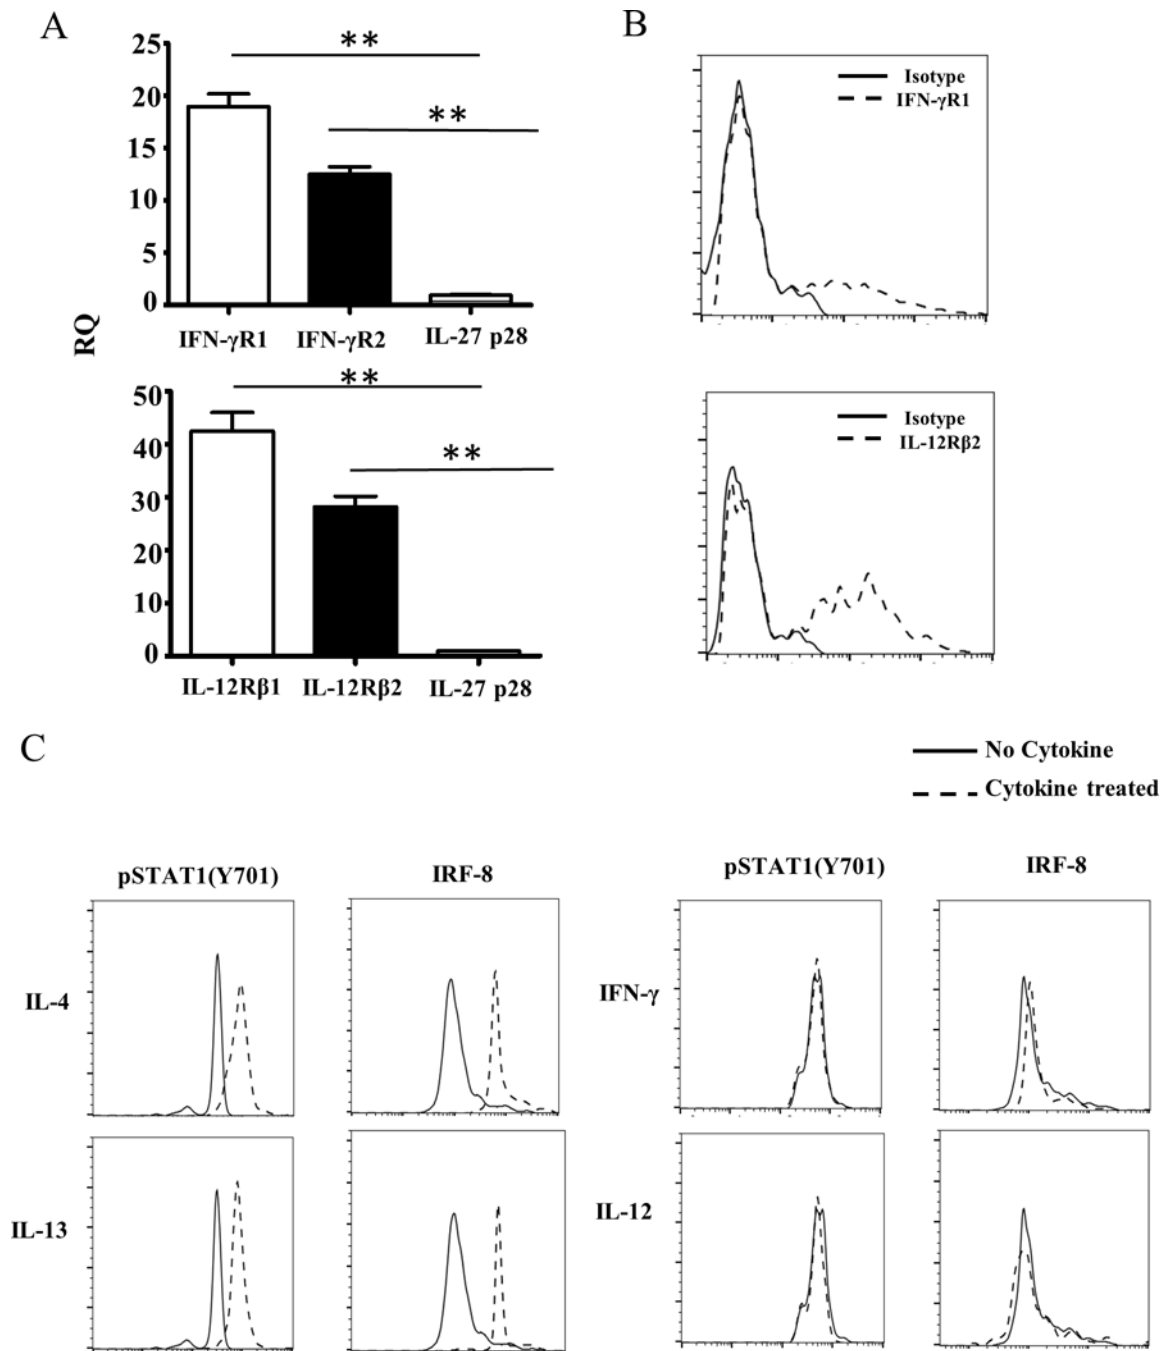 A
B
RQ
25
20
15
10
5
0
**
**
IFN-γR1 IFN-γR2 IL-27 p28
50
40
30
20
10
0
**
**
IL-12Rβ1 IL-12Rβ2 IL-27 p28
Isotype
IFN-γR1
Isotype
IL-12Rβ2
C
No Cytokine
Cytokine treated
pSTAT1(Y701) IRF-8 pSTAT1(Y701) IRF-8
IL-4 IFN-γ
IL-13 IL-12